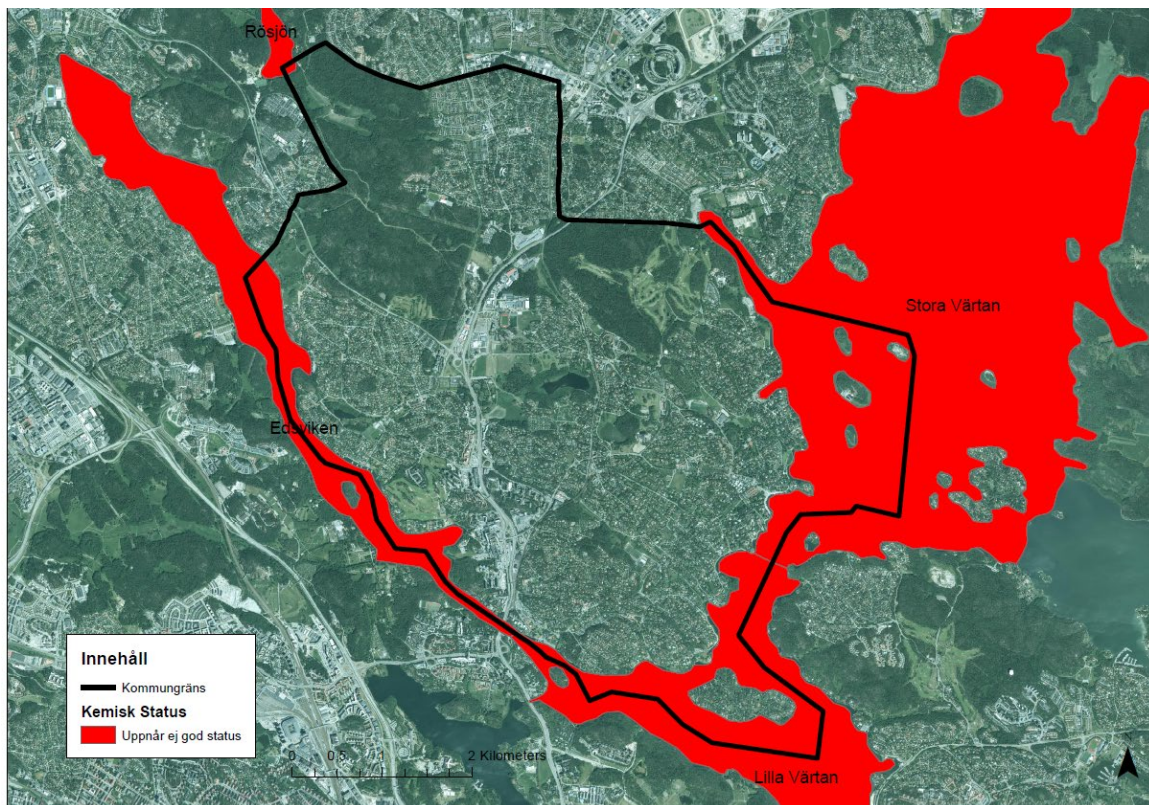 Rösjön
Stora Värtan
Edsviken
Innehåll
Kommungräns
Kemisk Status
Uppnår ej god status
0 0,5 1 2 Kilometers
Lilla Värtan
N